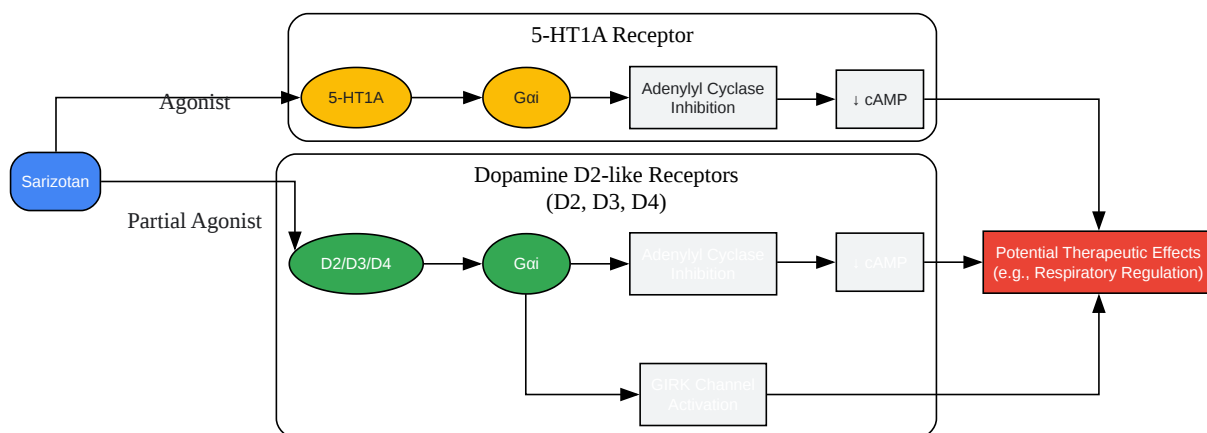 5-HT1A Receptor
Agonist
5-HT1A
Gαi
Adenylyl Cyclase
Inhibition
↓ cAMP
Sarizotan
Partial Agonist
Dopamine D2-like Receptors
(D2, D3, D4)
D2/D3/D4
Gαi
Adenylyl Cyclase
Inhibition
↓ cAMP
Potential Therapeutic Effects
(e.g., Respiratory Regulation)
GIRK Channel
Activation